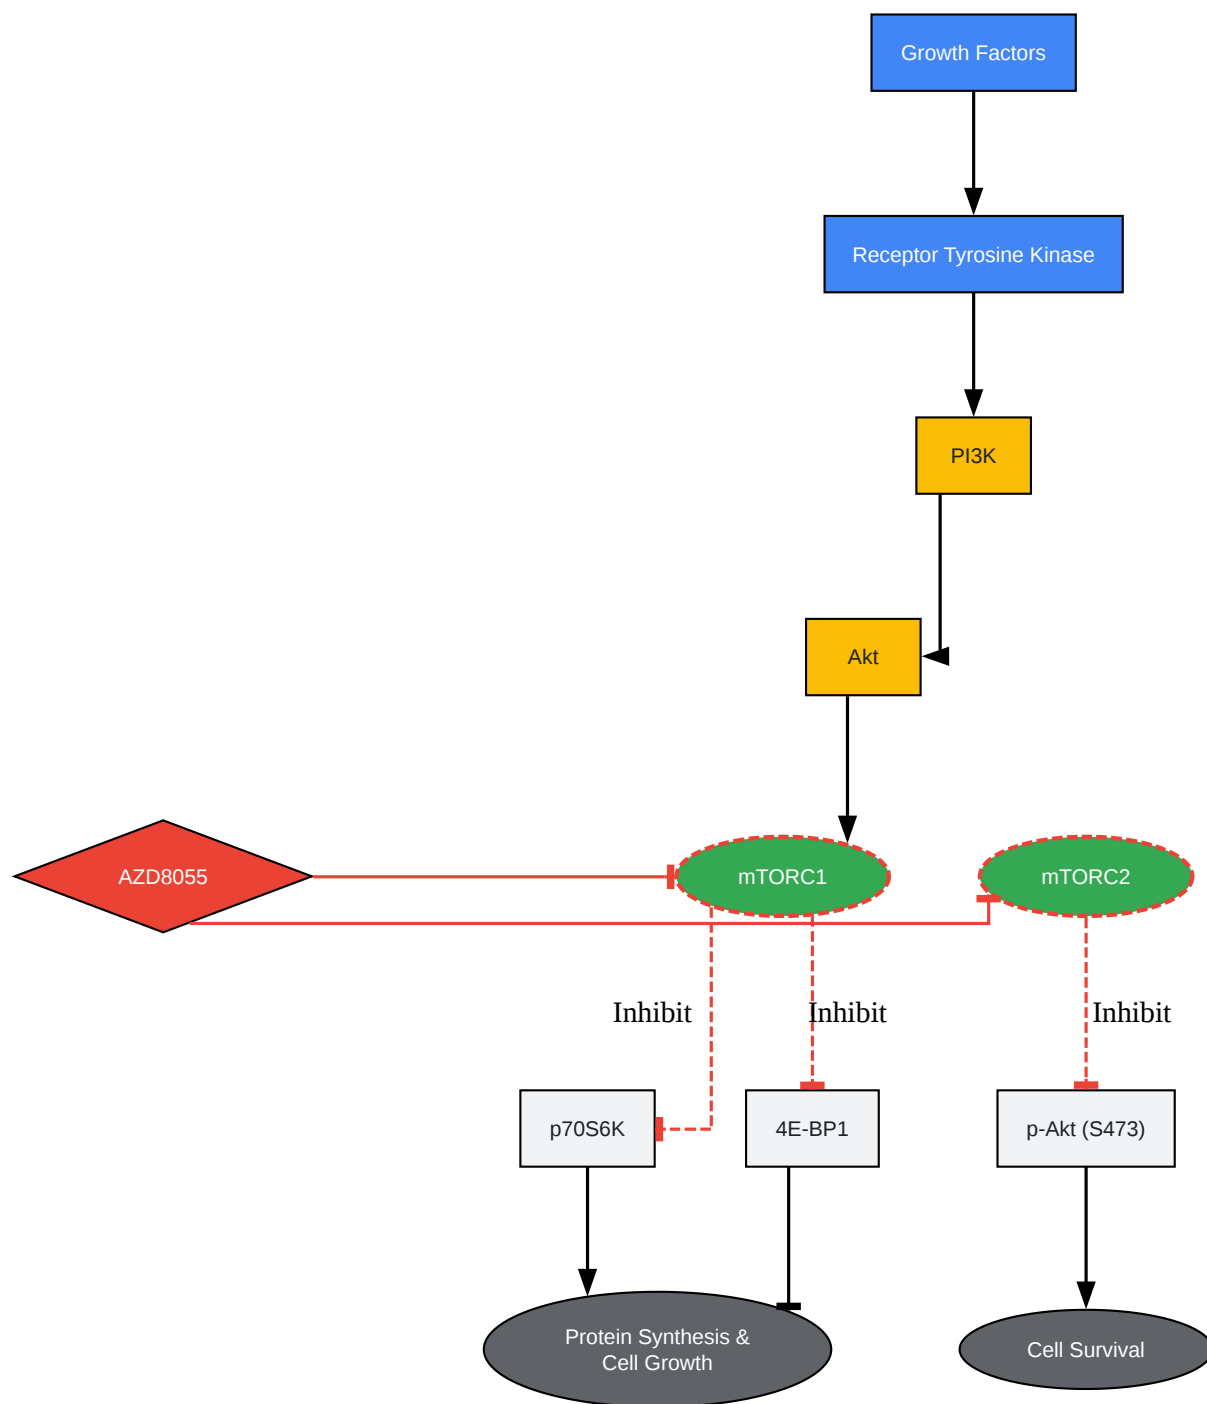 Growth Factors
Receptor Tyrosine Kinase
PI3K
Akt
AZD8055
mTORC1
mTORC2
Inhibit
Inhibit
Inhibit
p70S6K
4E-BP1
p-Akt (S473)
Protein Synthesis &
Cell Growth
Cell Survival